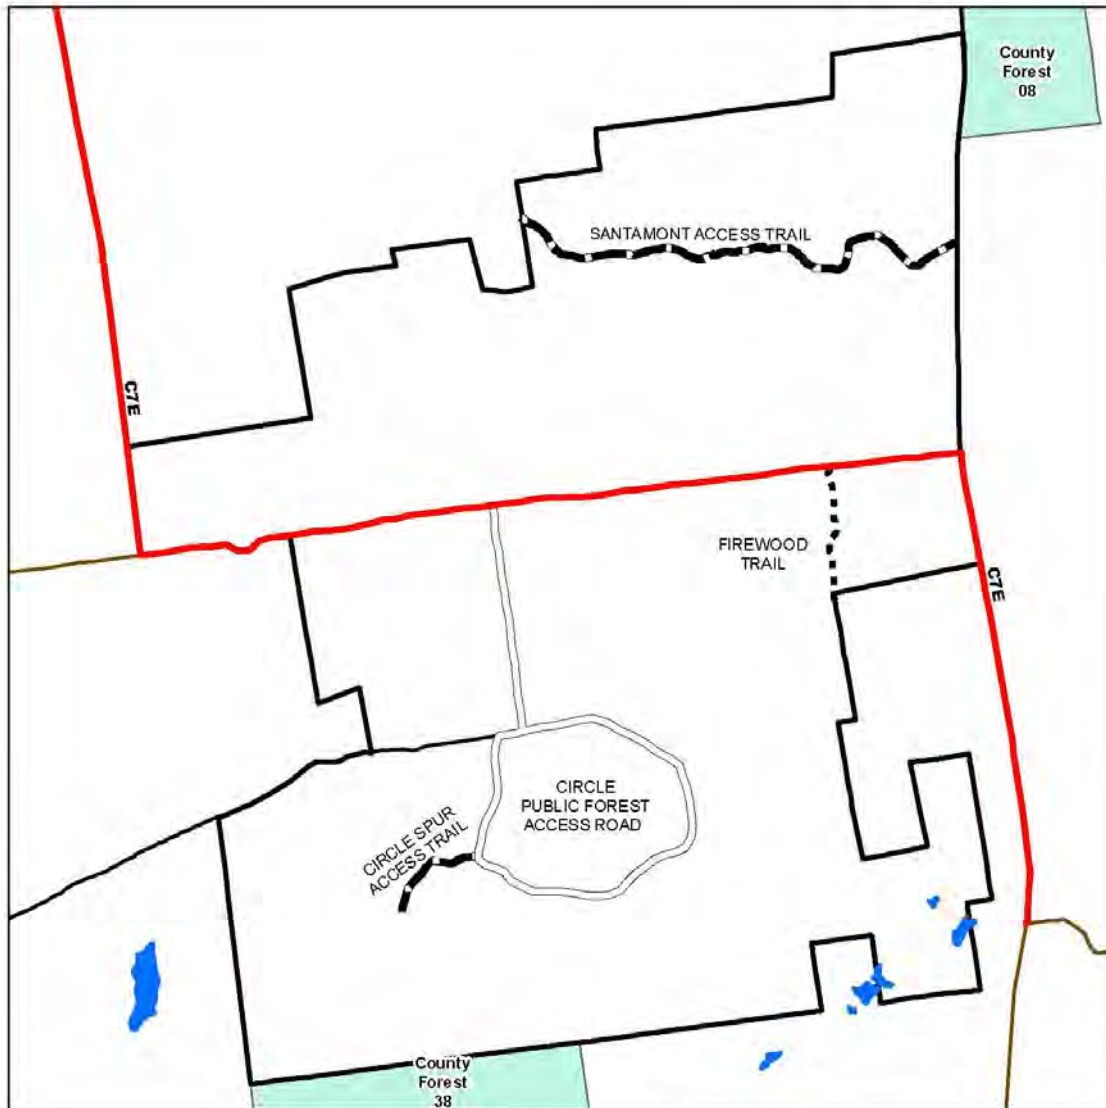 County
Forest
08
SANTAMONT ACCESS TRAIL
C7E
FIREWOOD
TRAIL
C7E
CIRCLE
PUBLIC FOREST
ACCESS ROAD
CIRCLE SPUR
ACCESS TRAIL
County
Forest
38